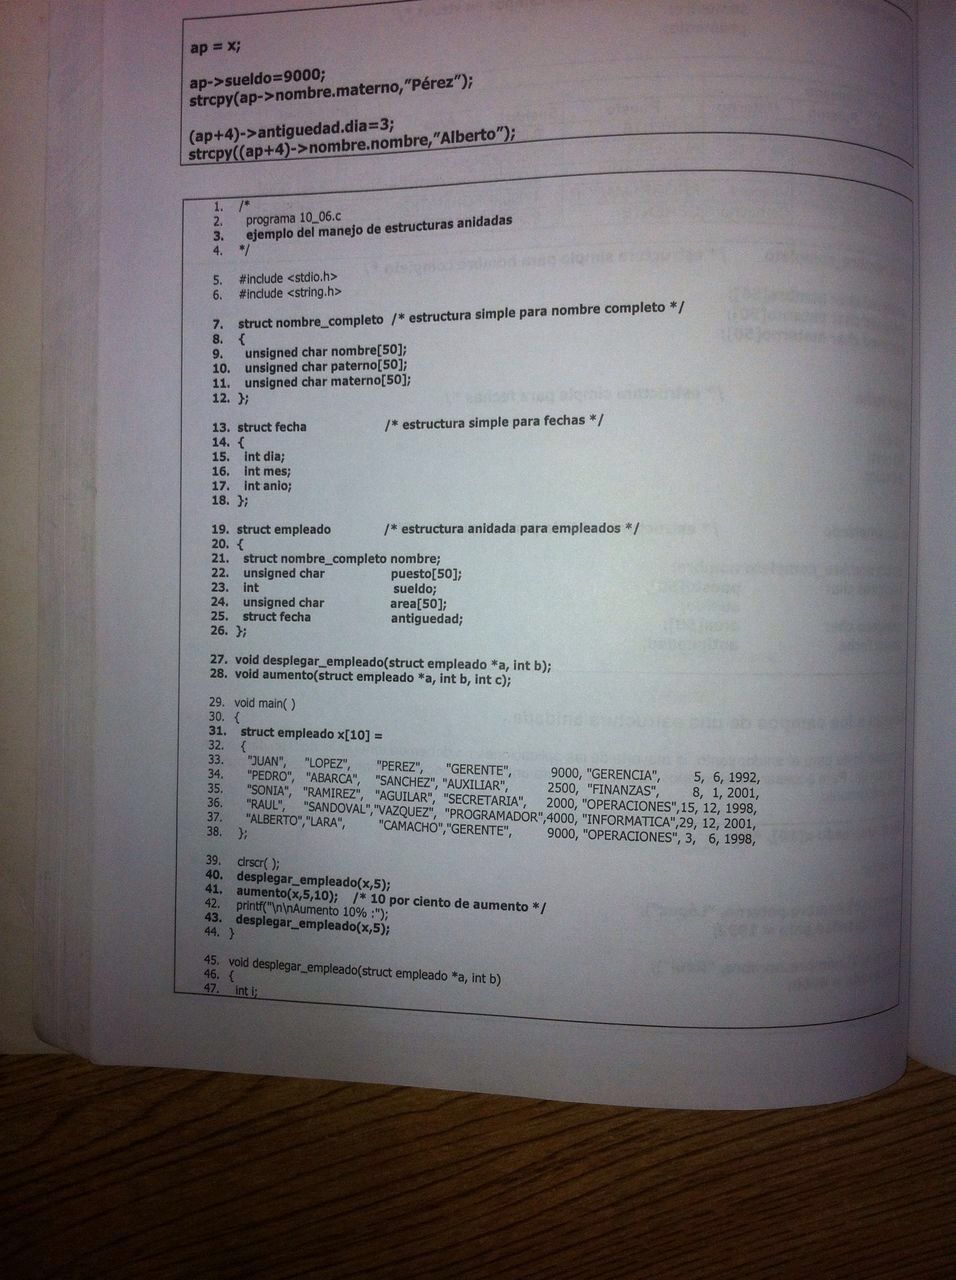 ap = x;
ap->sueldo=9000;
strcpy(ap->nombre.materno,"Pérez");
(ap+4)->antiguedad.dia=3;
strcpy((ap+4)->nombre.nombre,"Alberto");
1. /*
2. programa 10_06.c
3. ejemplo del manejo de estructuras anidadas
4. */
5. #include <stdio.h>
6. #include <string.h>
7. struct nombre_completo /* estructura simple para nombre completo */
8. {
9. unsigned char nombre[50];
10. unsigned char paterno[50];
11. unsigned char materno[50];
12. };
13. struct fecha /* estructura simple para fechas */
14. {
15. int dia;
16. int mes;
17. int anio;
18. };
19. struct empleado /* estructura anidada para empleados */
20. {
21. struct nombre_completo nombre;
22. unsigned char puesto[50];
23. int sueldo;
24. unsigned char area[50];
25. struct fecha antiguedad;
26. };
27. void desplegar_empleado(struct empleado *a, int b);
28. void aumento(struct empleado *a, int b, int c);
29. void main( )
30. {
31. struct empleado x[10] =
32. {
33. "JUAN", "LOPEZ", "PEREZ", "GERENTE", 9000, "GERENCIA", 5, 6, 1992,
34. "PEDRO", "ABARCA", "SANCHEZ", "AUXILIAR", 2500, "FINANZAS", 8, 1, 2001,
35. "SONIA", "RAMIREZ", "AGUILAR", "SECRETARIA", 2000, "OPERACIONES",15, 12, 1998,
36. "RAUL", "SANDOVAL","VAZQUEZ", "PROGRAMADOR",4000, "INFORMATICA",29, 12, 2001,
37. "ALBERTO","LARA", "CAMACHO","GERENTE", 9000, "OPERACIONES", 3, 6, 1998,
38. };
39. clrscr( );
40. desplegar_empleado(x,5);
41. aumento(x,5,10); /* 10 por ciento de aumento */
42. printf("\n\nAumento 10% :");
43. desplegar_empleado(x,5);
44. }
45. void desplegar_empleado(struct empleado *a, int b)
46. {
47. int i;